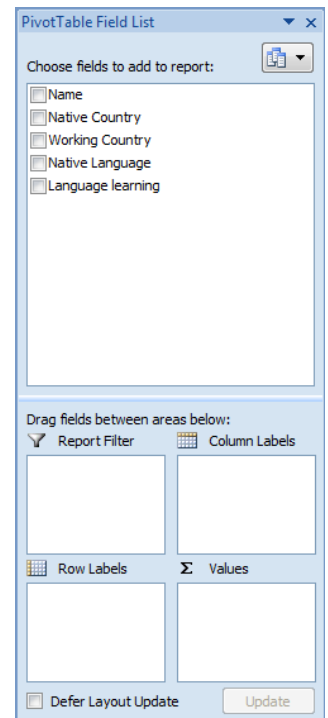 PivotTable Field List
Choose fields to add to report:
Name
Native Country
Working Country
Native Language
Language learning
Drag fields between areas below:
Report Filter
Column Labels
Row Labels
Σ Values
Defer Layout Update
Update